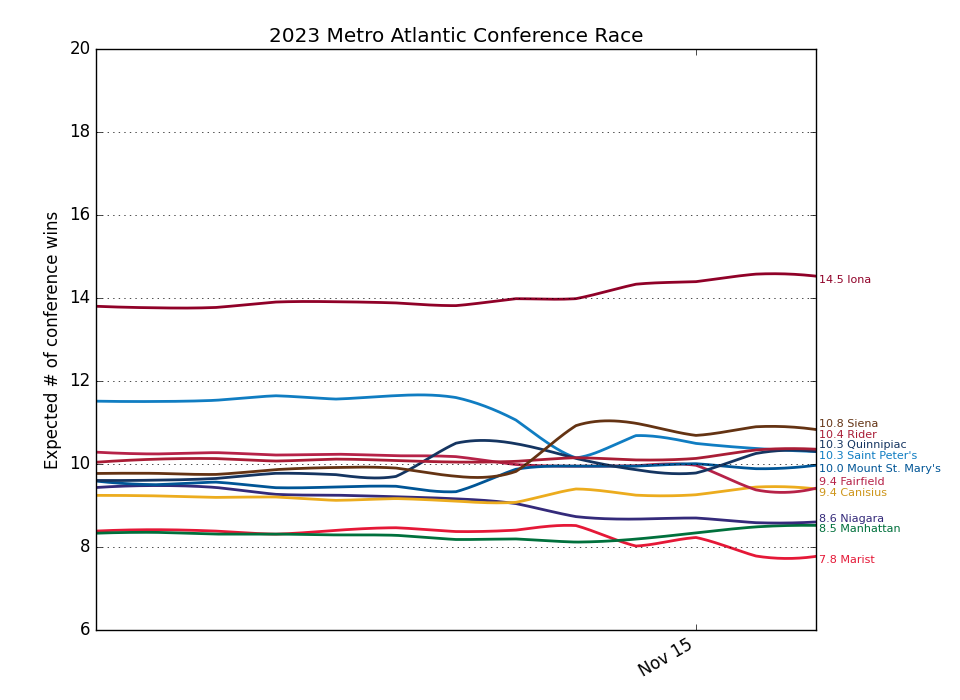 2023 Metro Atlantic Conference Race
Expected # of conference wins
20
18
16
14
12
10
8
6
14.5 Iona
10.8 Siena
10.4 Rider
10.3 Quinnipiac
10.3 Saint Peter's
10.0 Mount St. Mary's
9.4 Fairfield
9.4 Canisius
8.6 Niagara
8.5 Manhattan
7.8 Marist
Nov 15